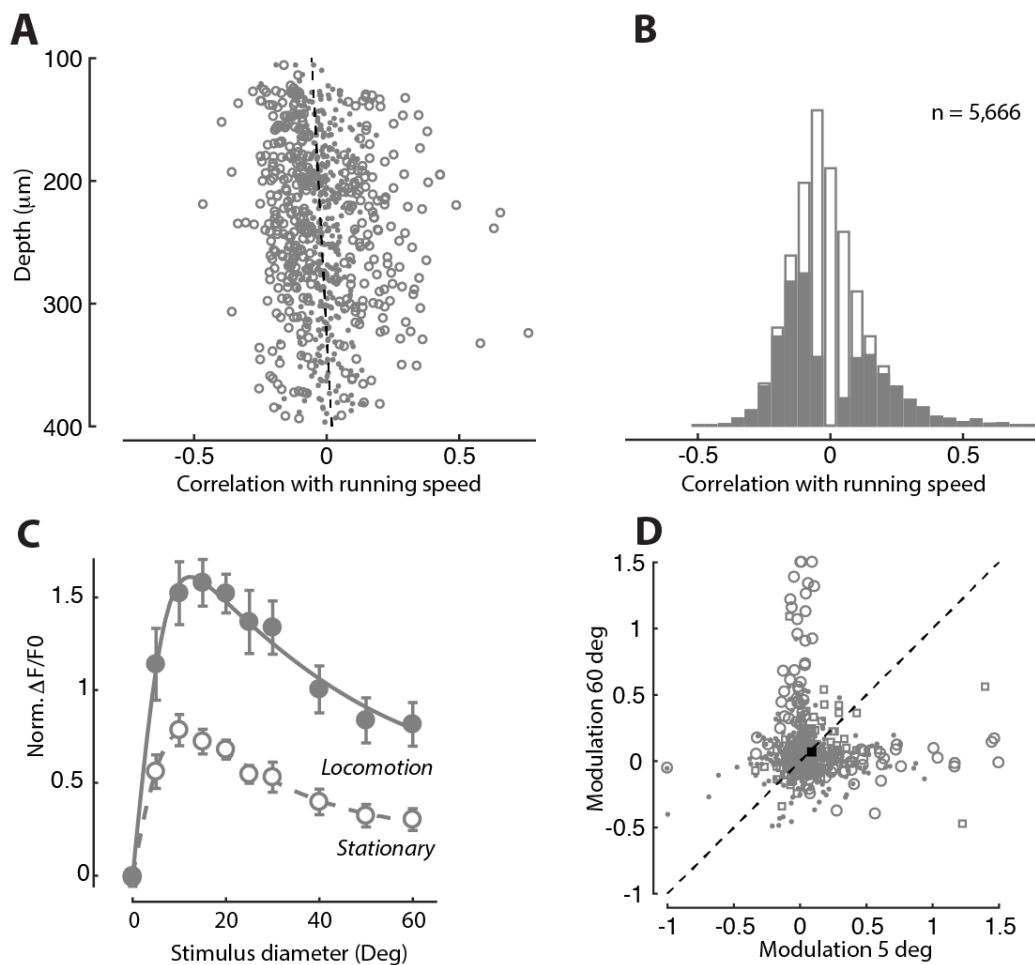 A
100
200
300
400
Depth (μm)
-0.5
0
0.5
Correlation with running speed
B
n = 5,666
-0.5
0
0.5
Correlation with running speed
C
1.5
1
0.5
0
Norm. ΔF/F0
Locomotion
Stationary
0
20
40
60
Stimulus diameter (Deg)
D
1.5
1
0.5
0
-0.5
-1
Modulation 60 deg
-1
-0.5
0
0.5
1
1.5
Modulation 5 deg